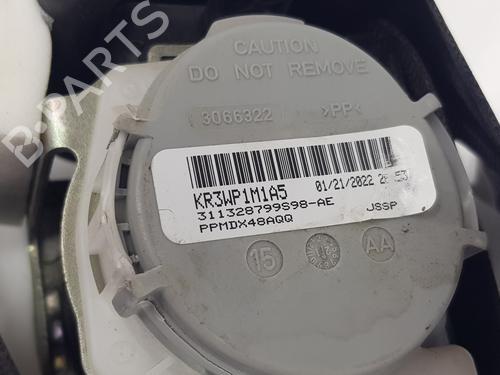 CAUTION
DO NOT REMOVE
3066322 >PP<
B-PARTS
KR3WP1M1A5 01/21/2022
311328799S98-AE JSSP
PPMDX48AQQ
15 AA